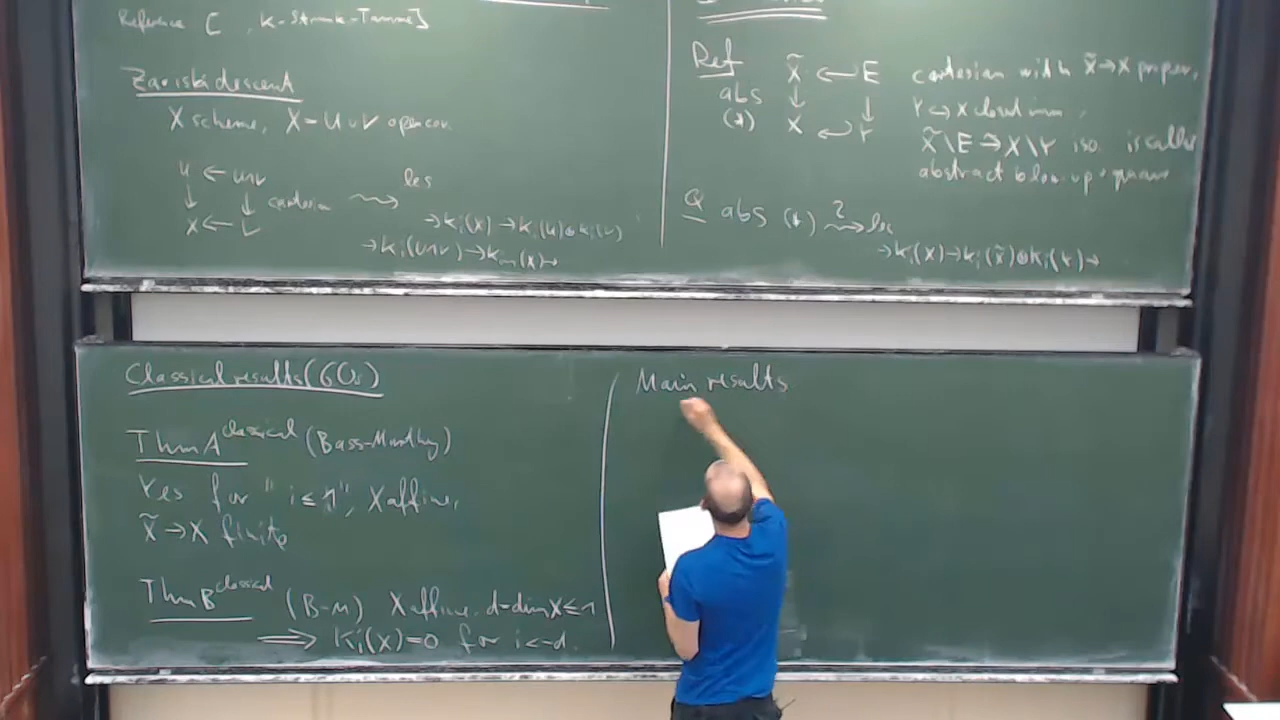 Reference [ , K-Strunk-Tamme]
Zariski descent
X scheme, X = U ∪ V open cov.
U ← U∩V
↓ ↓ cartesian ⇝ les
X ← V
→ K_i(X) → K_i(U) ⊕ K_i(V)
→ K_i(U∩V) → K_{i-1}(X) →
Ref X̃ ↩ E cartesian with X̃ → X proper,
abs ↓ ↓ Y ↪ X closed imm.,
(*) X ↩ Y X̃\E ⥲ X\Y iso. is called
abstract blow up square
Q abs (*) ⇝? les
→ K_i(X) → K_i(X̃) ⊕ K_i(Y) →
Classical results (60s)
Thm A^classical (Bass-Murthy)
Yes for "i ≤ 1", X affine,
X̃ → X finite
Thm B^classical (B-M) X affine, d = dim X ≤ 1
⟹ K_i(X) = 0 for i < -d.
Main results